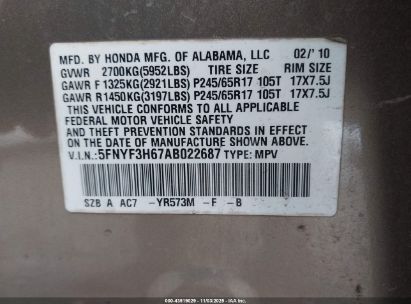 MFD. BY HONDA MFG. OF ALABAMA, LLC 02/'10
GVWR 2700KG(5952LBS) TIRE SIZE RIM SIZE
GAWR F 1325KG(2921LBS) P245/65R17 105T 17X7.5J
GAWR R1450KG(3197LBS) P245/65R17 105T 17X7.5J
THIS VEHICLE CONFORMS TO ALL APPLICABLE
FEDERAL MOTOR VEHICLE SAFETY AND
THEFT PREVENTION STANDARDS IN EFFECT ON
THE DATE OF MANUFACTURE SHOWN ABOVE.
V.I.N.: 5FNYF3H67AB022687 TYPE: MPV
SZB A AC7 -YR573M -F -B